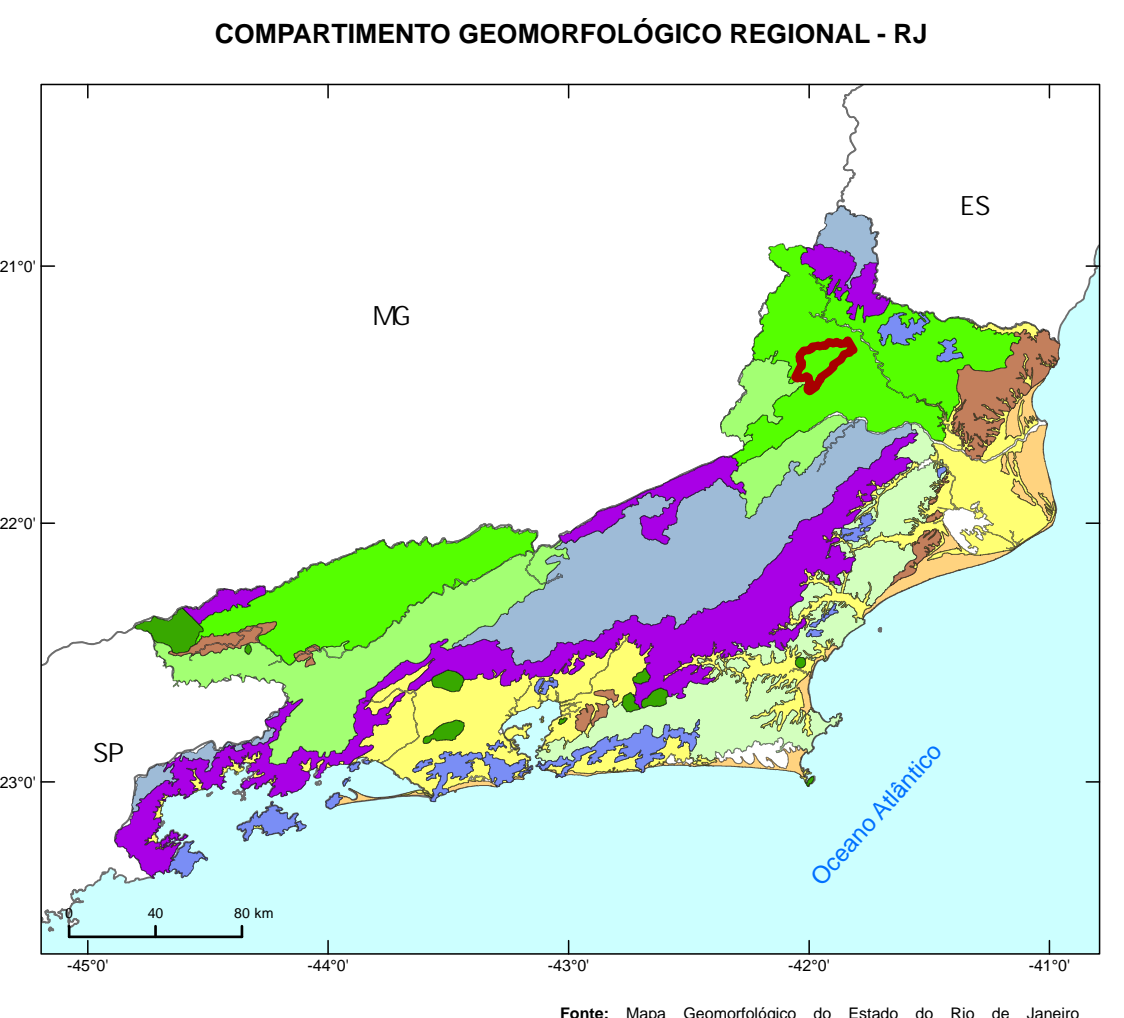 COMPARTIMENTO GEOMORFOLÓGICO REGIONAL - RJ
ES
21°0'
MG
22°0'
SP
23°0'
Oceano Atlântico
0 40 80 km
-45°0' -44°0' -43°0' -42°0' -41°0'
Fonte: Mapa Geomorfológico do Estado do Rio de Janeiro